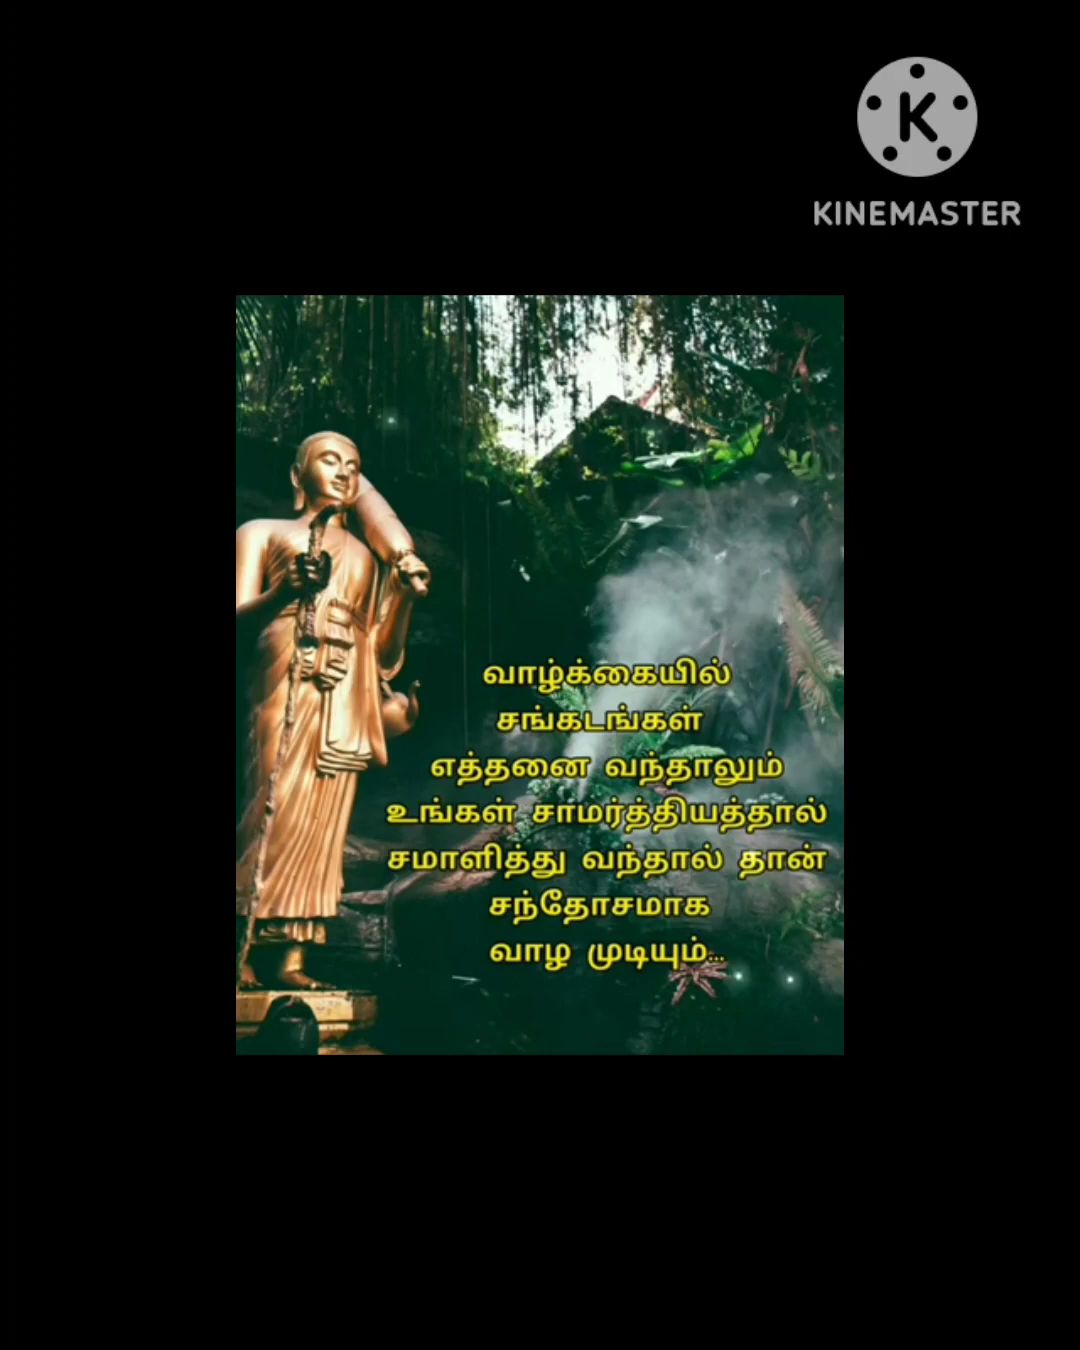 K
KINEMASTER
வாழ்க்கையில்
சங்கடங்கள்
எத்தனை வந்தாலும்
உங்கள் சாமர்த்தியத்தால்
சமாளித்து வந்தால் தான்
சந்தோசமாக
வாழ முடியும்...